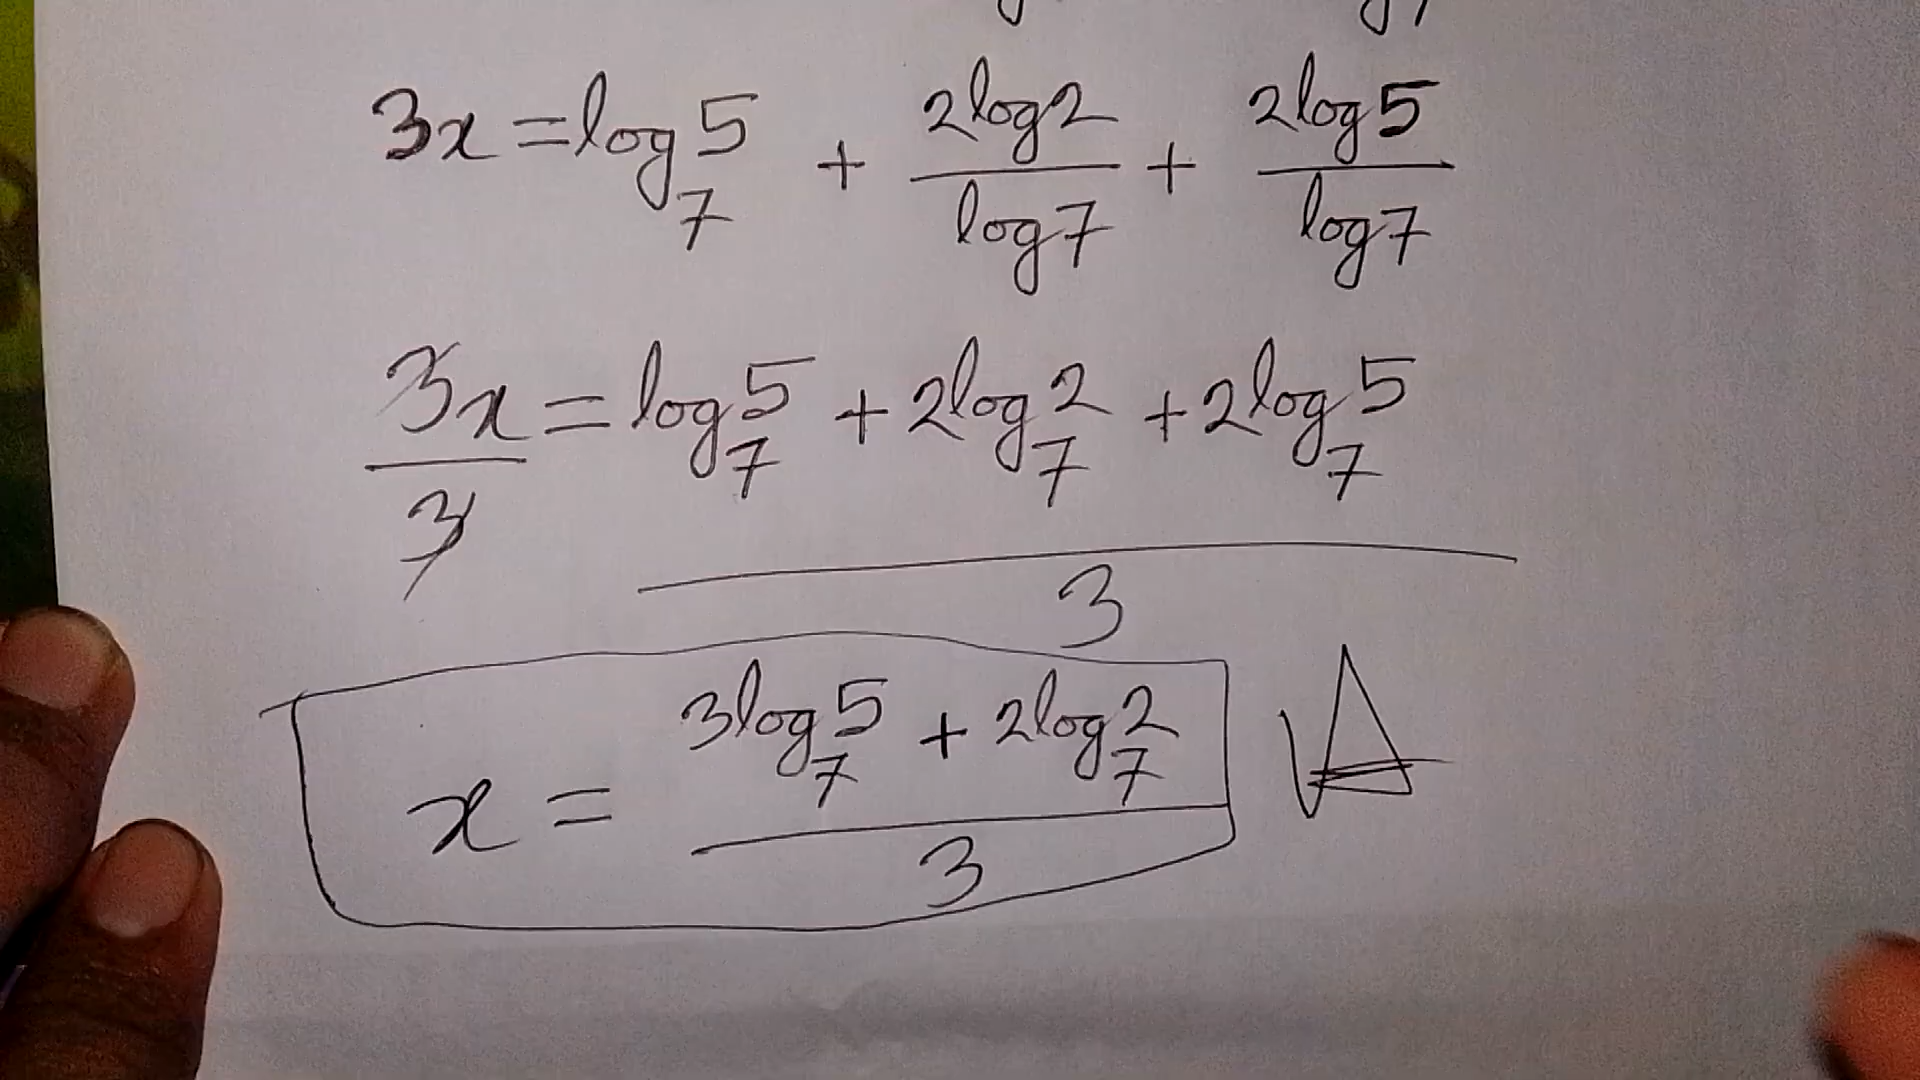 3x = log₇5 + 2log2/log7 + 2log5/log7
3x/3 = (log₇5 + 2log₇2 + 2log₇5)/3
x = (3log₇5 + 2log₇2)/3